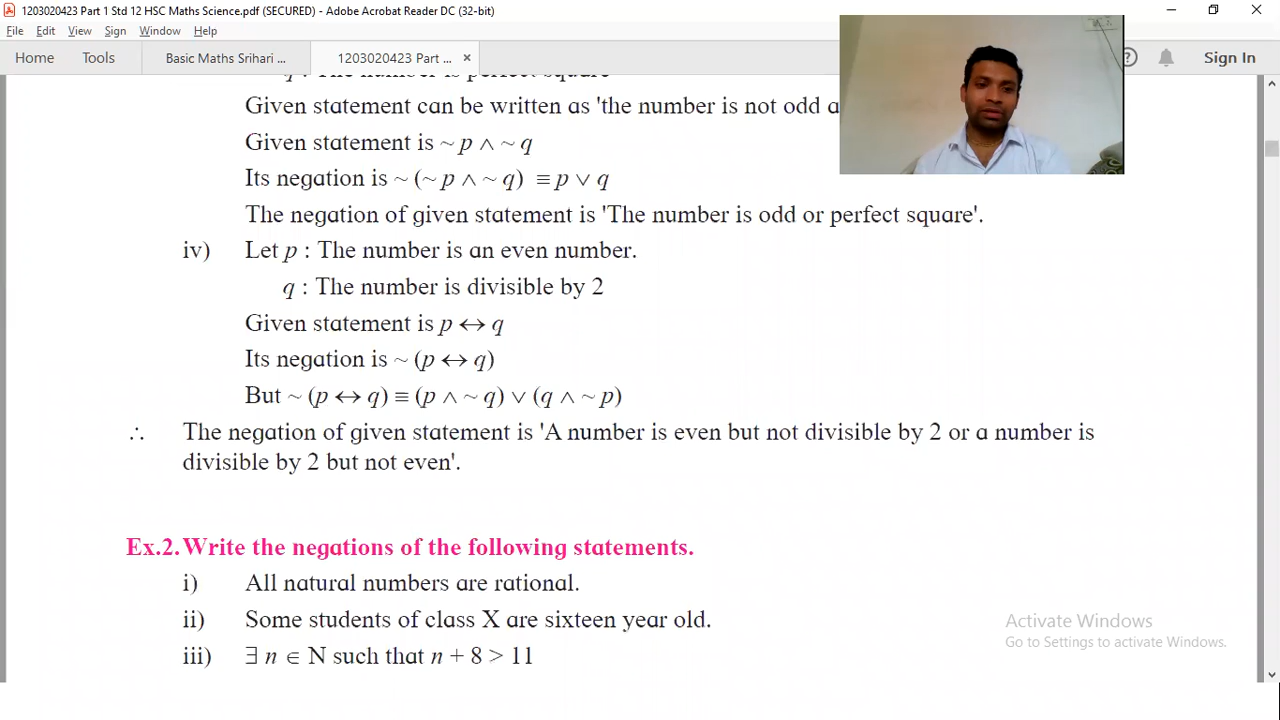 1203020423 Part 1 Std 12 HSC Maths Science.pdf (SECURED) - Adobe Acrobat Reader DC (32-bit)
File Edit View Sign Window Help
Home Tools Basic Maths Srihari ... 1203020423 Part ... × Sign In
q : The number is perfect square
Given statement can be written as 'the number is not odd a
Given statement is ~ p ∧ ~ q
Its negation is ~ (~ p ∧ ~ q) ≡ p ∨ q
The negation of given statement is 'The number is odd or perfect square'.
iv) Let p : The number is an even number.
q : The number is divisible by 2
Given statement is p ↔ q
Its negation is ~ (p ↔ q)
But ~ (p ↔ q) ≡ (p ∧ ~ q) ∨ (q ∧ ~ p)
∴ The negation of given statement is 'A number is even but not divisible by 2 or a number is
divisible by 2 but not even'.
Ex.2. Write the negations of the following statements.
i) All natural numbers are rational.
ii) Some students of class X are sixteen year old.
iii) ∃ n ∈ N such that n + 8 > 11
Activate Windows
Go to Settings to activate Windows.